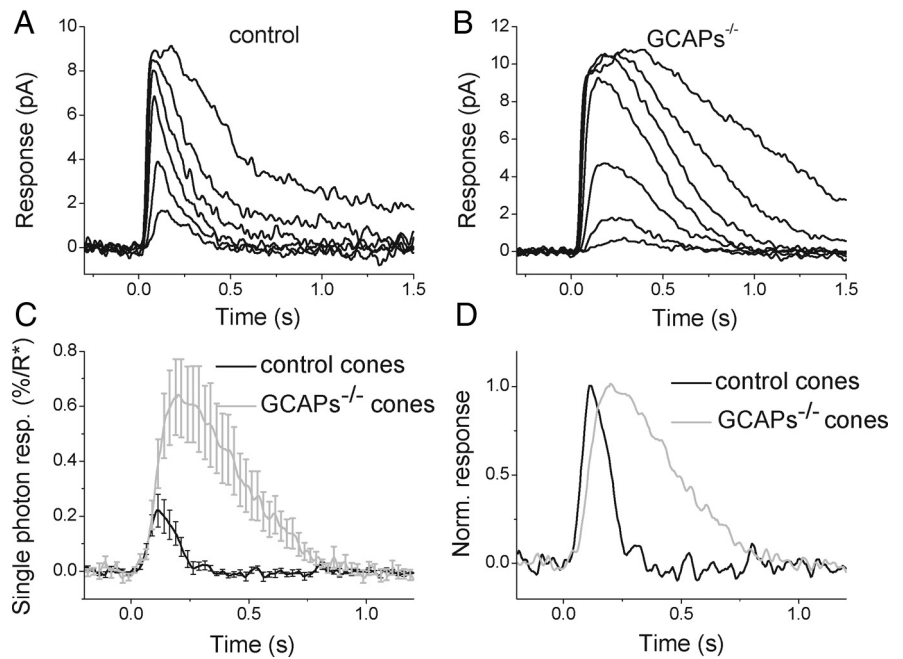 A
control
Response (pA)
10
8
6
4
2
0
0.0 0.5 1.0 1.5
Time (s)
B
GCAPs-/-
Response (pA)
12
10
8
6
4
2
0
0.0 0.5 1.0 1.5
Time (s)
C
control cones
GCAPs-/- cones
Single photon resp. (%/R*)
0.8
0.6
0.4
0.2
0.0
0.0 0.5 1.0
Time (s)
D
control cones
GCAPs-/- cones
Norm. response
1.0
0.5
0.0
0.0 0.5 1.0
Time (s)